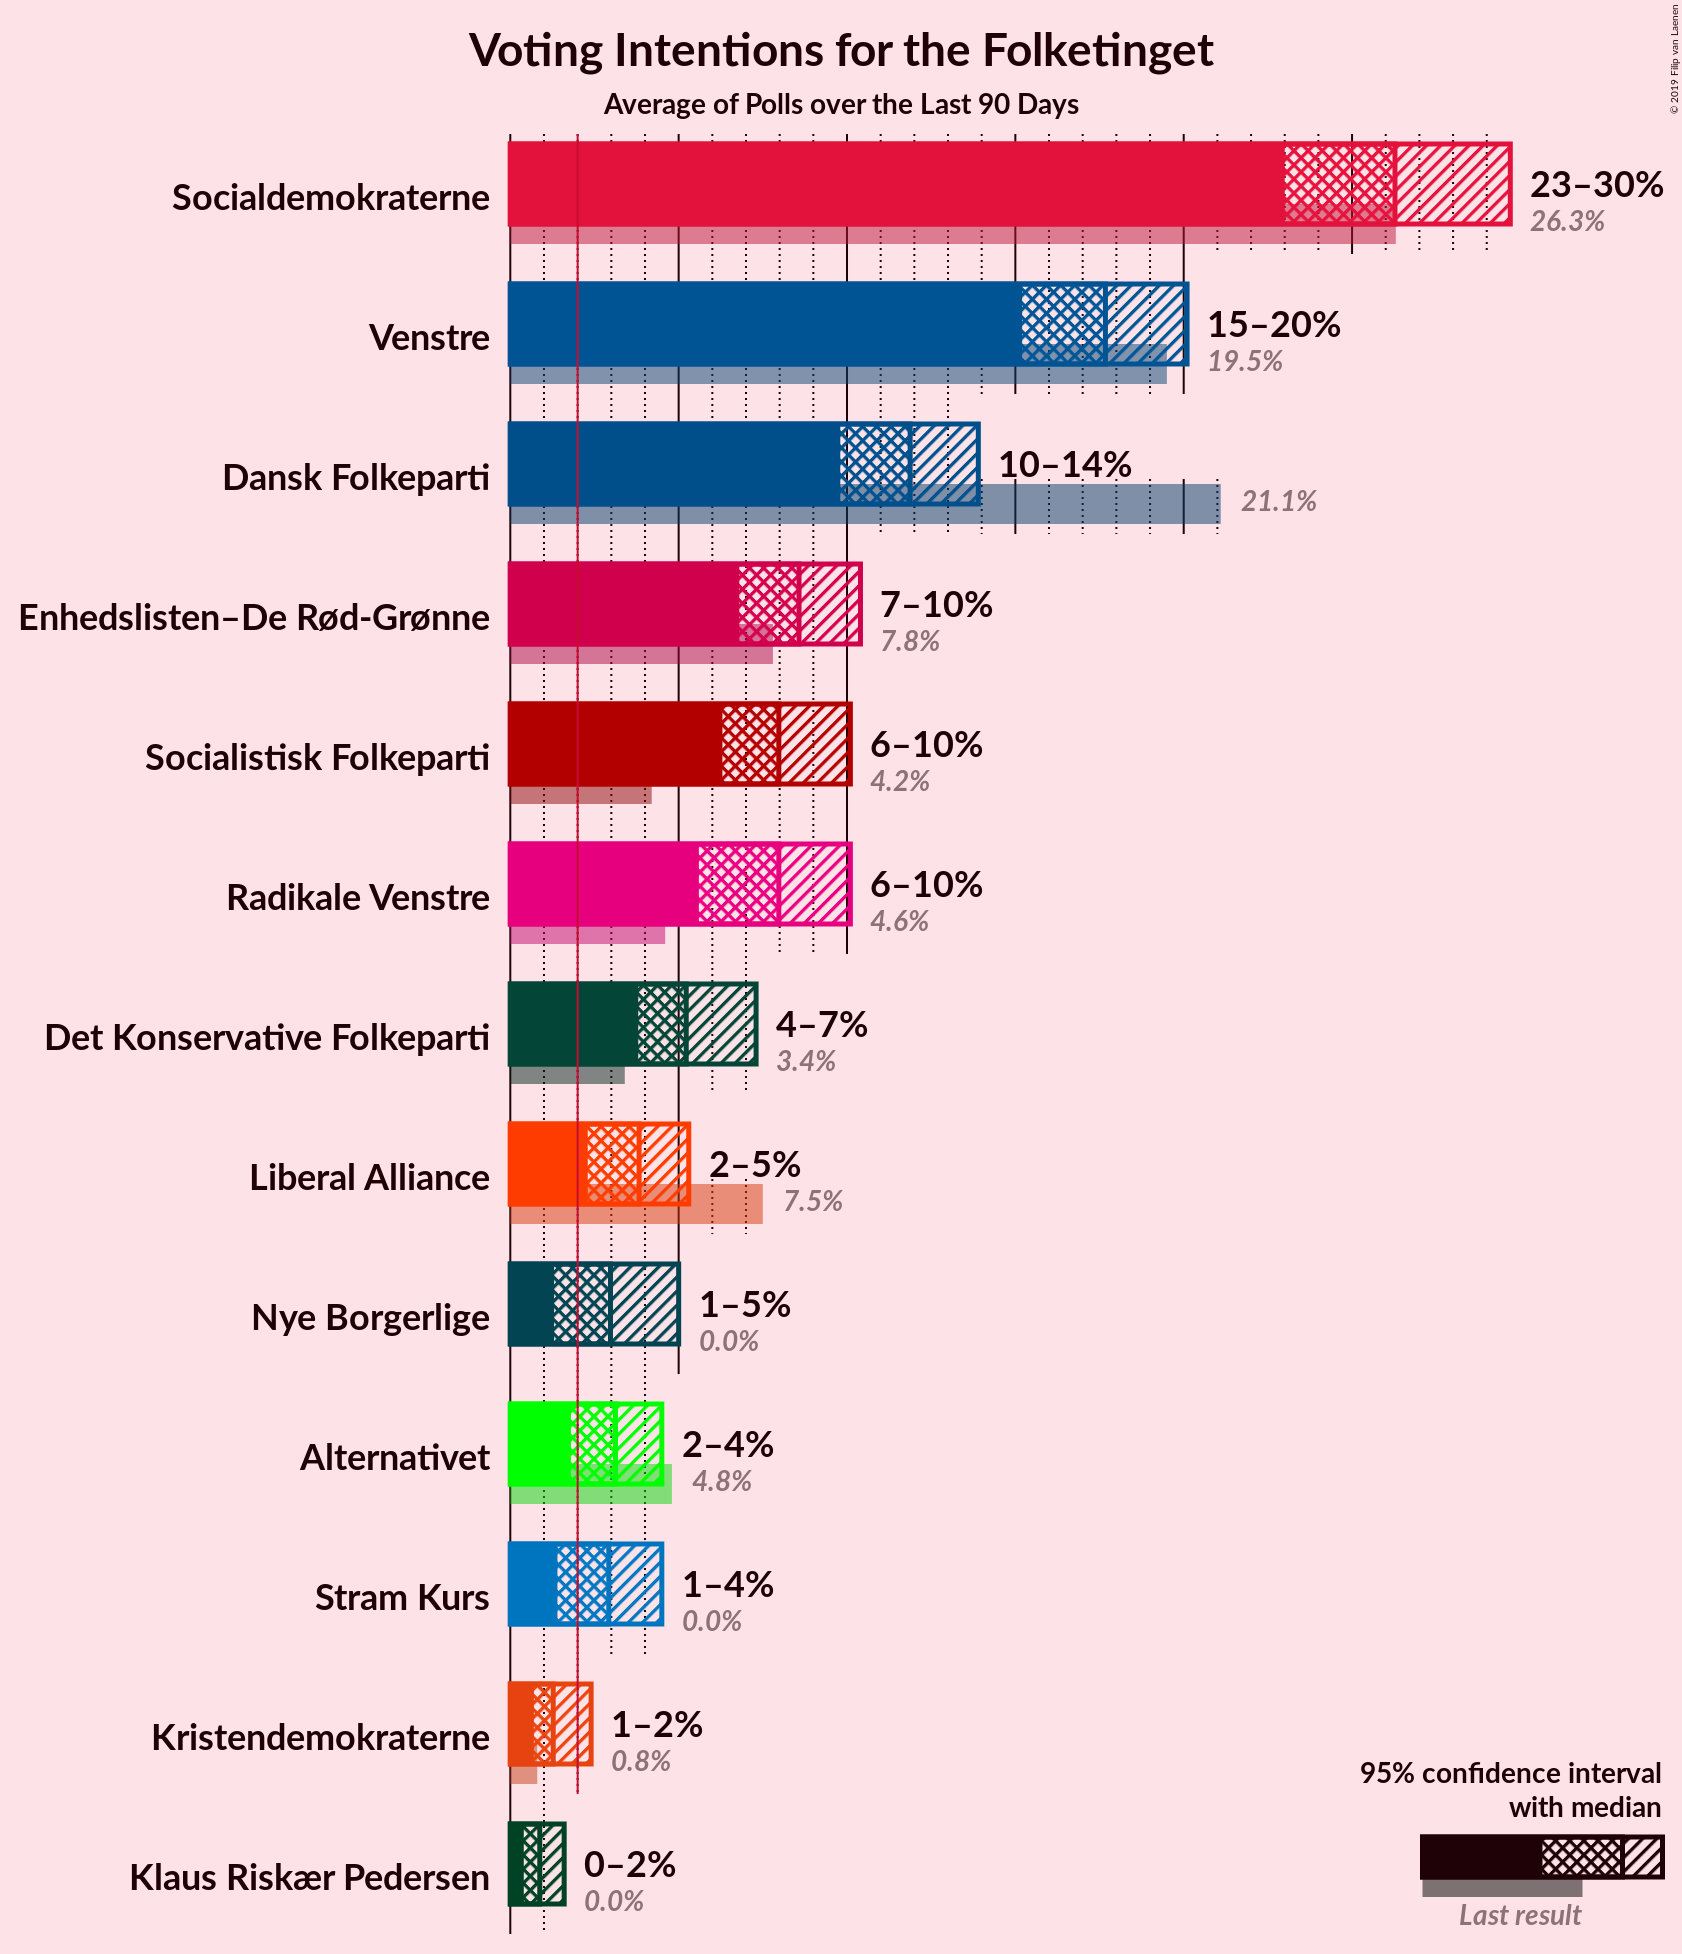 © 2019 Filip van Laenen
Voting Intentions for the Folketinget
Average of Polls over the Last 90 Days
Socialdemokraterne
23–30%
26.3%
Venstre
15–20%
19.5%
Dansk Folkeparti
10–14%
21.1%
Enhedslisten–De Rød-Grønne
7–10%
7.8%
Socialistisk Folkeparti
6–10%
4.2%
Radikale Venstre
6–10%
4.6%
Det Konservative Folkeparti
4–7%
3.4%
Liberal Alliance
2–5%
7.5%
Nye Borgerlige
1–5%
0.0%
Alternativet
2–4%
4.8%
Stram Kurs
1–4%
0.0%
Kristendemokraterne
1–2%
0.8%
Klaus Riskær Pedersen
0–2%
0.0%
95% confidence interval
with median
Last result